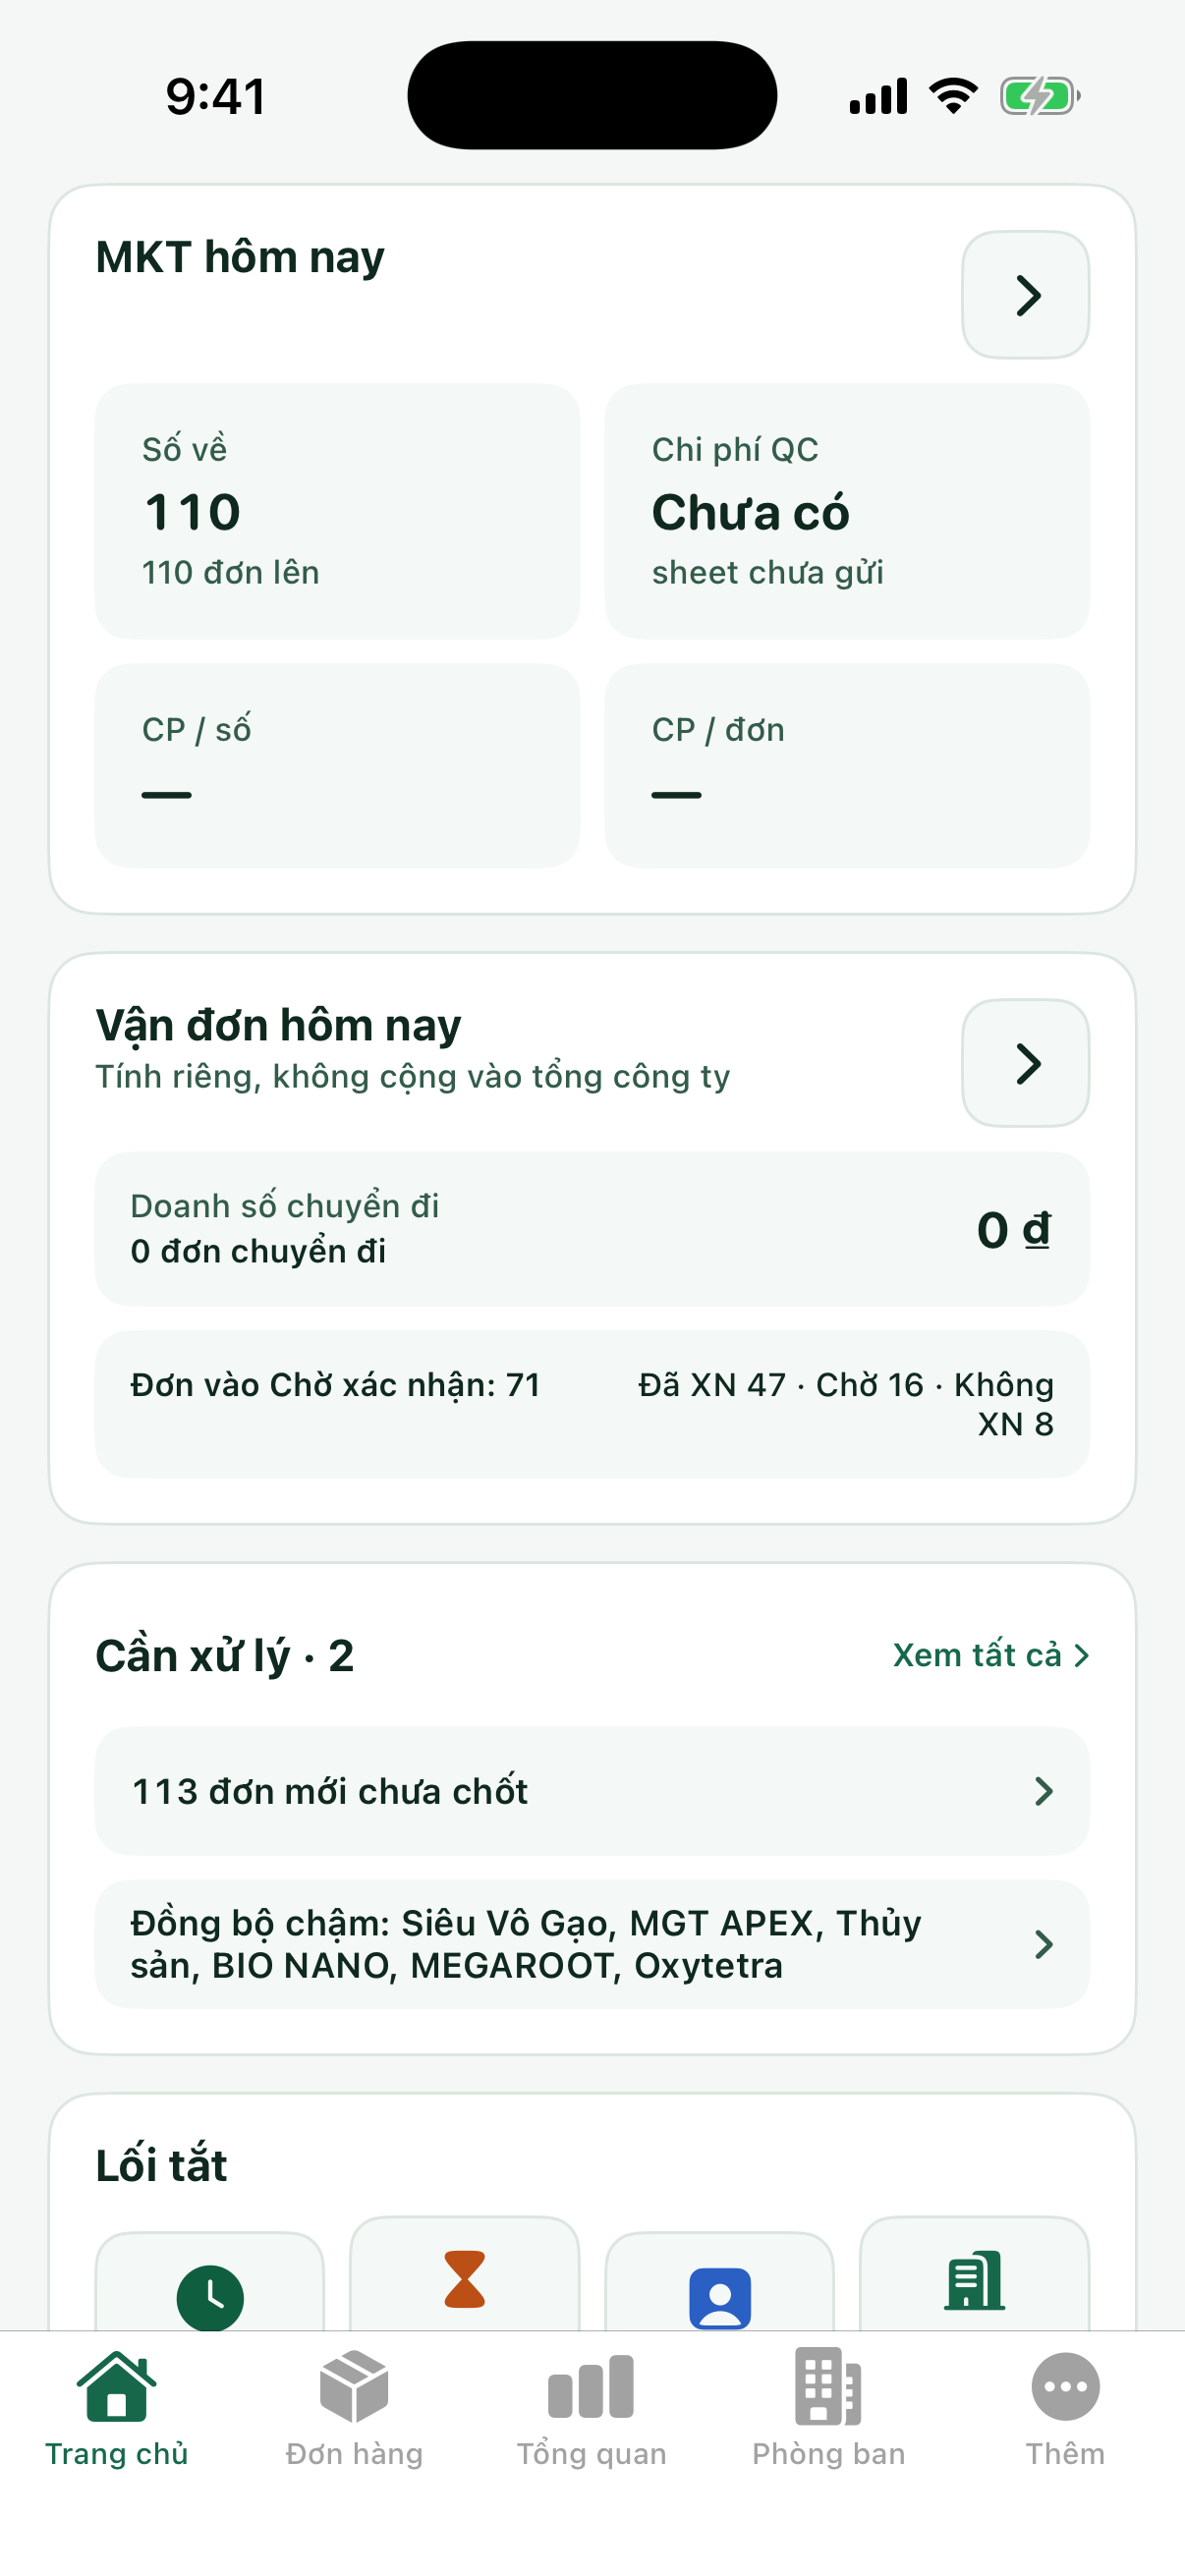 9:41
MKT hôm nay
Số về
110
110 đơn lên
Chi phí QC
Chưa có
sheet chưa gửi
CP / số
—
CP / đơn
—
Vận đơn hôm nay
Tính riêng, không cộng vào tổng công ty
Doanh số chuyển đi
0 đơn chuyển đi
0 ₫
Đơn vào Chờ xác nhận: 71
Đã XN 47 · Chờ 16 · Không
XN 8
Cần xử lý · 2
Xem tất cả
113 đơn mới chưa chốt
Đồng bộ chậm: Siêu Vô Gạo, MGT APEX, Thủy
sản, BIO NANO, MEGAROOT, Oxytetra
Lối tắt
Trang chủ
Đơn hàng
Tổng quan
Phòng ban
Thêm